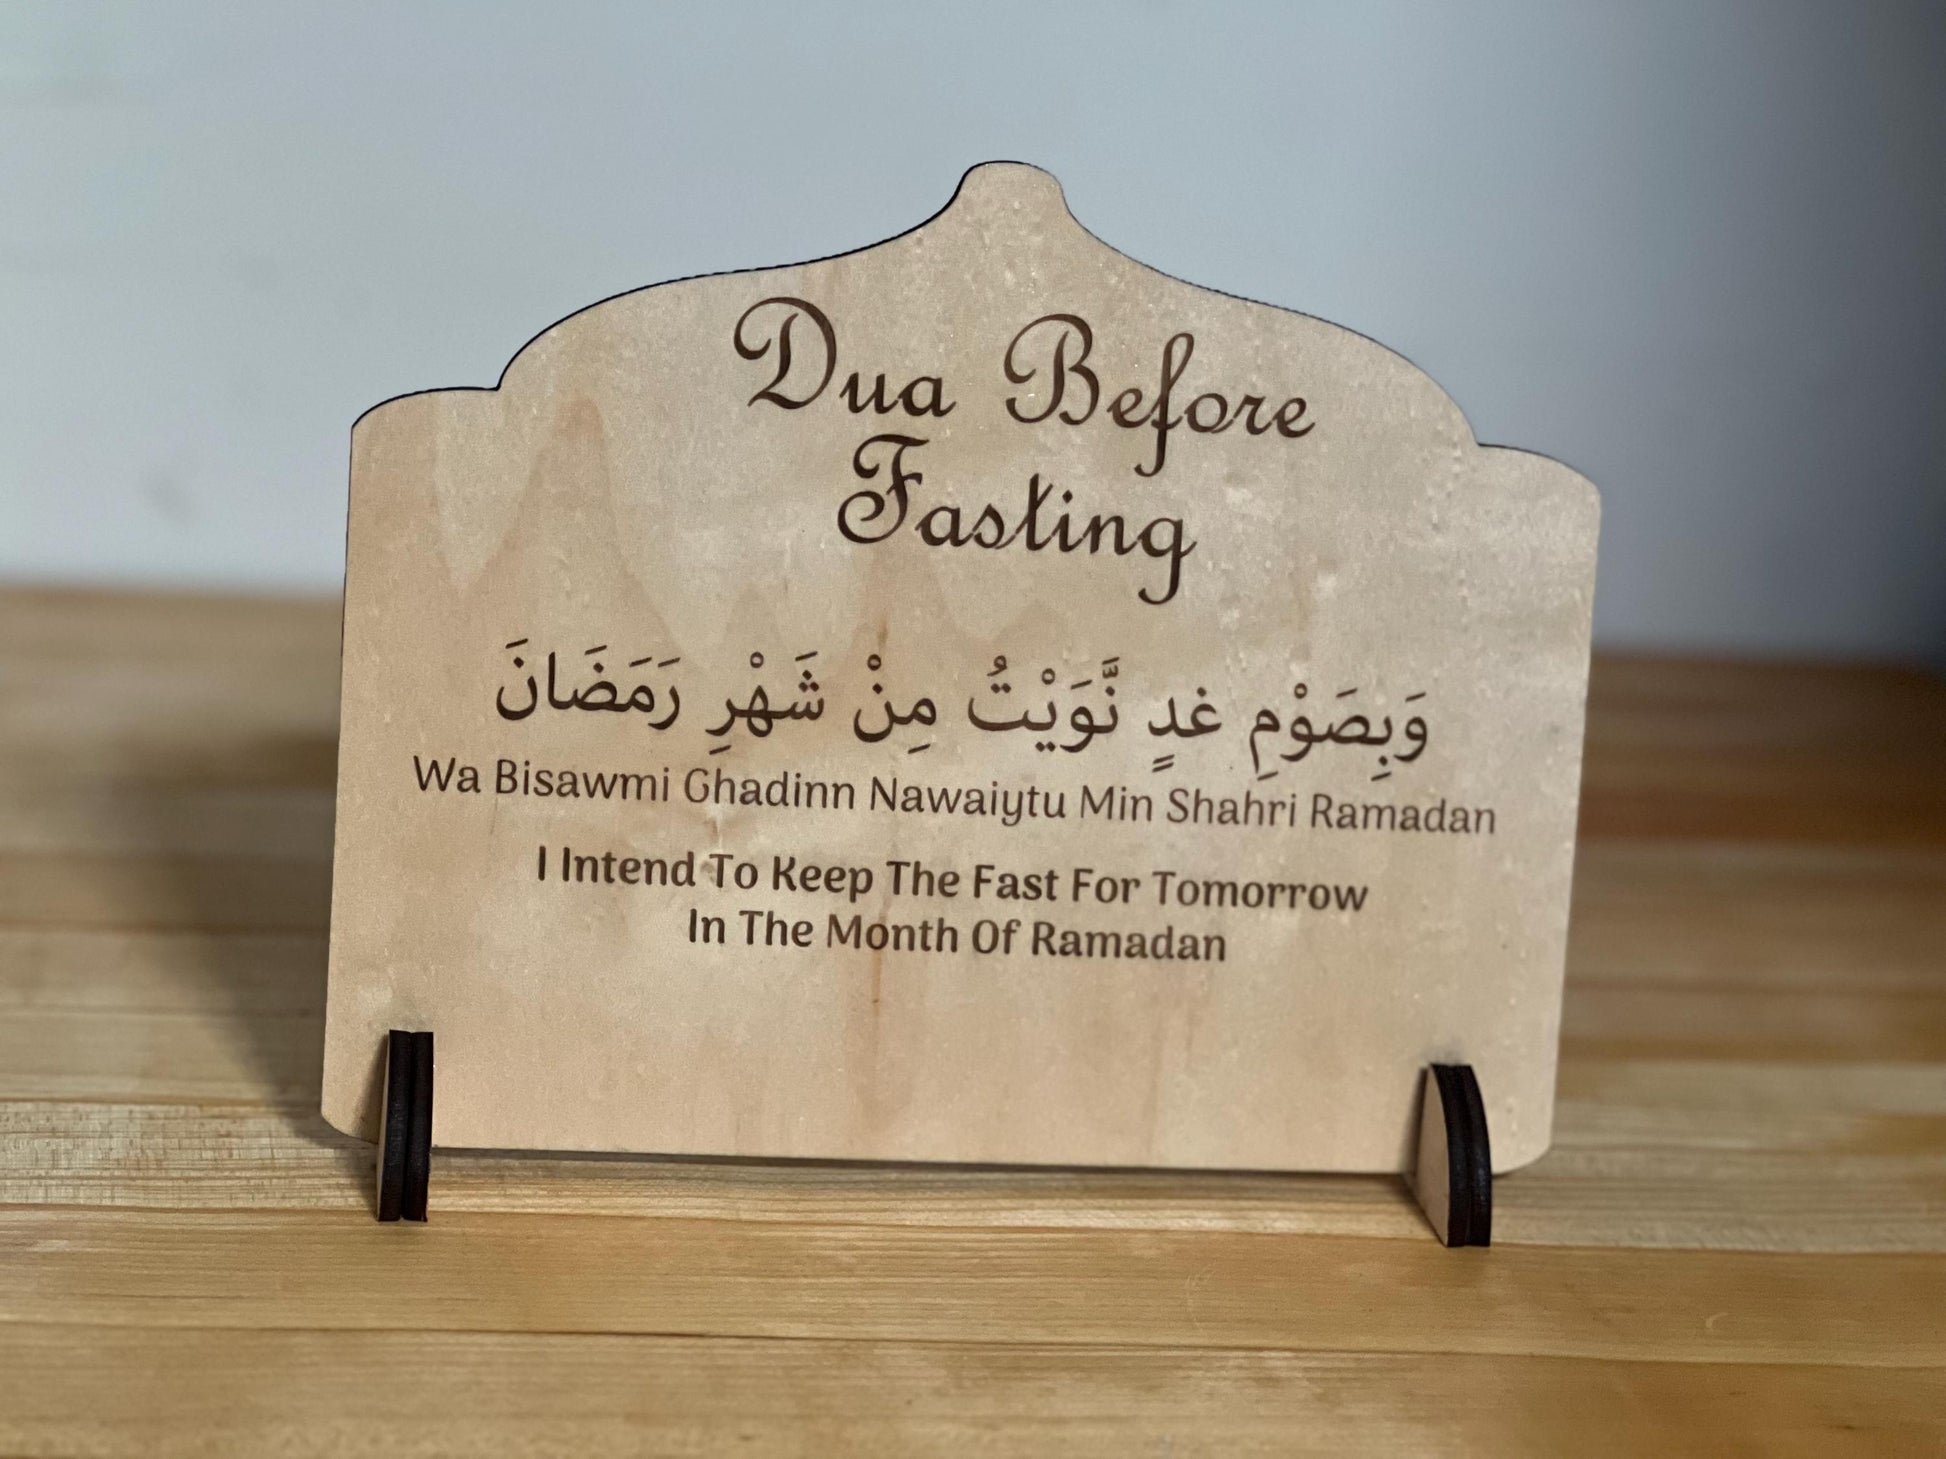 Dua Before
Fasting
وَبِصَوْمِ غدٍ نَّوَيْتُ مِنْ شَهْرِ رَمَضَانَ
Wa Bisawmi Ghadinn Nawaiytu Min Shahri Ramadan
I Intend To Keep The Fast For Tomorrow
In The Month Of Ramadan